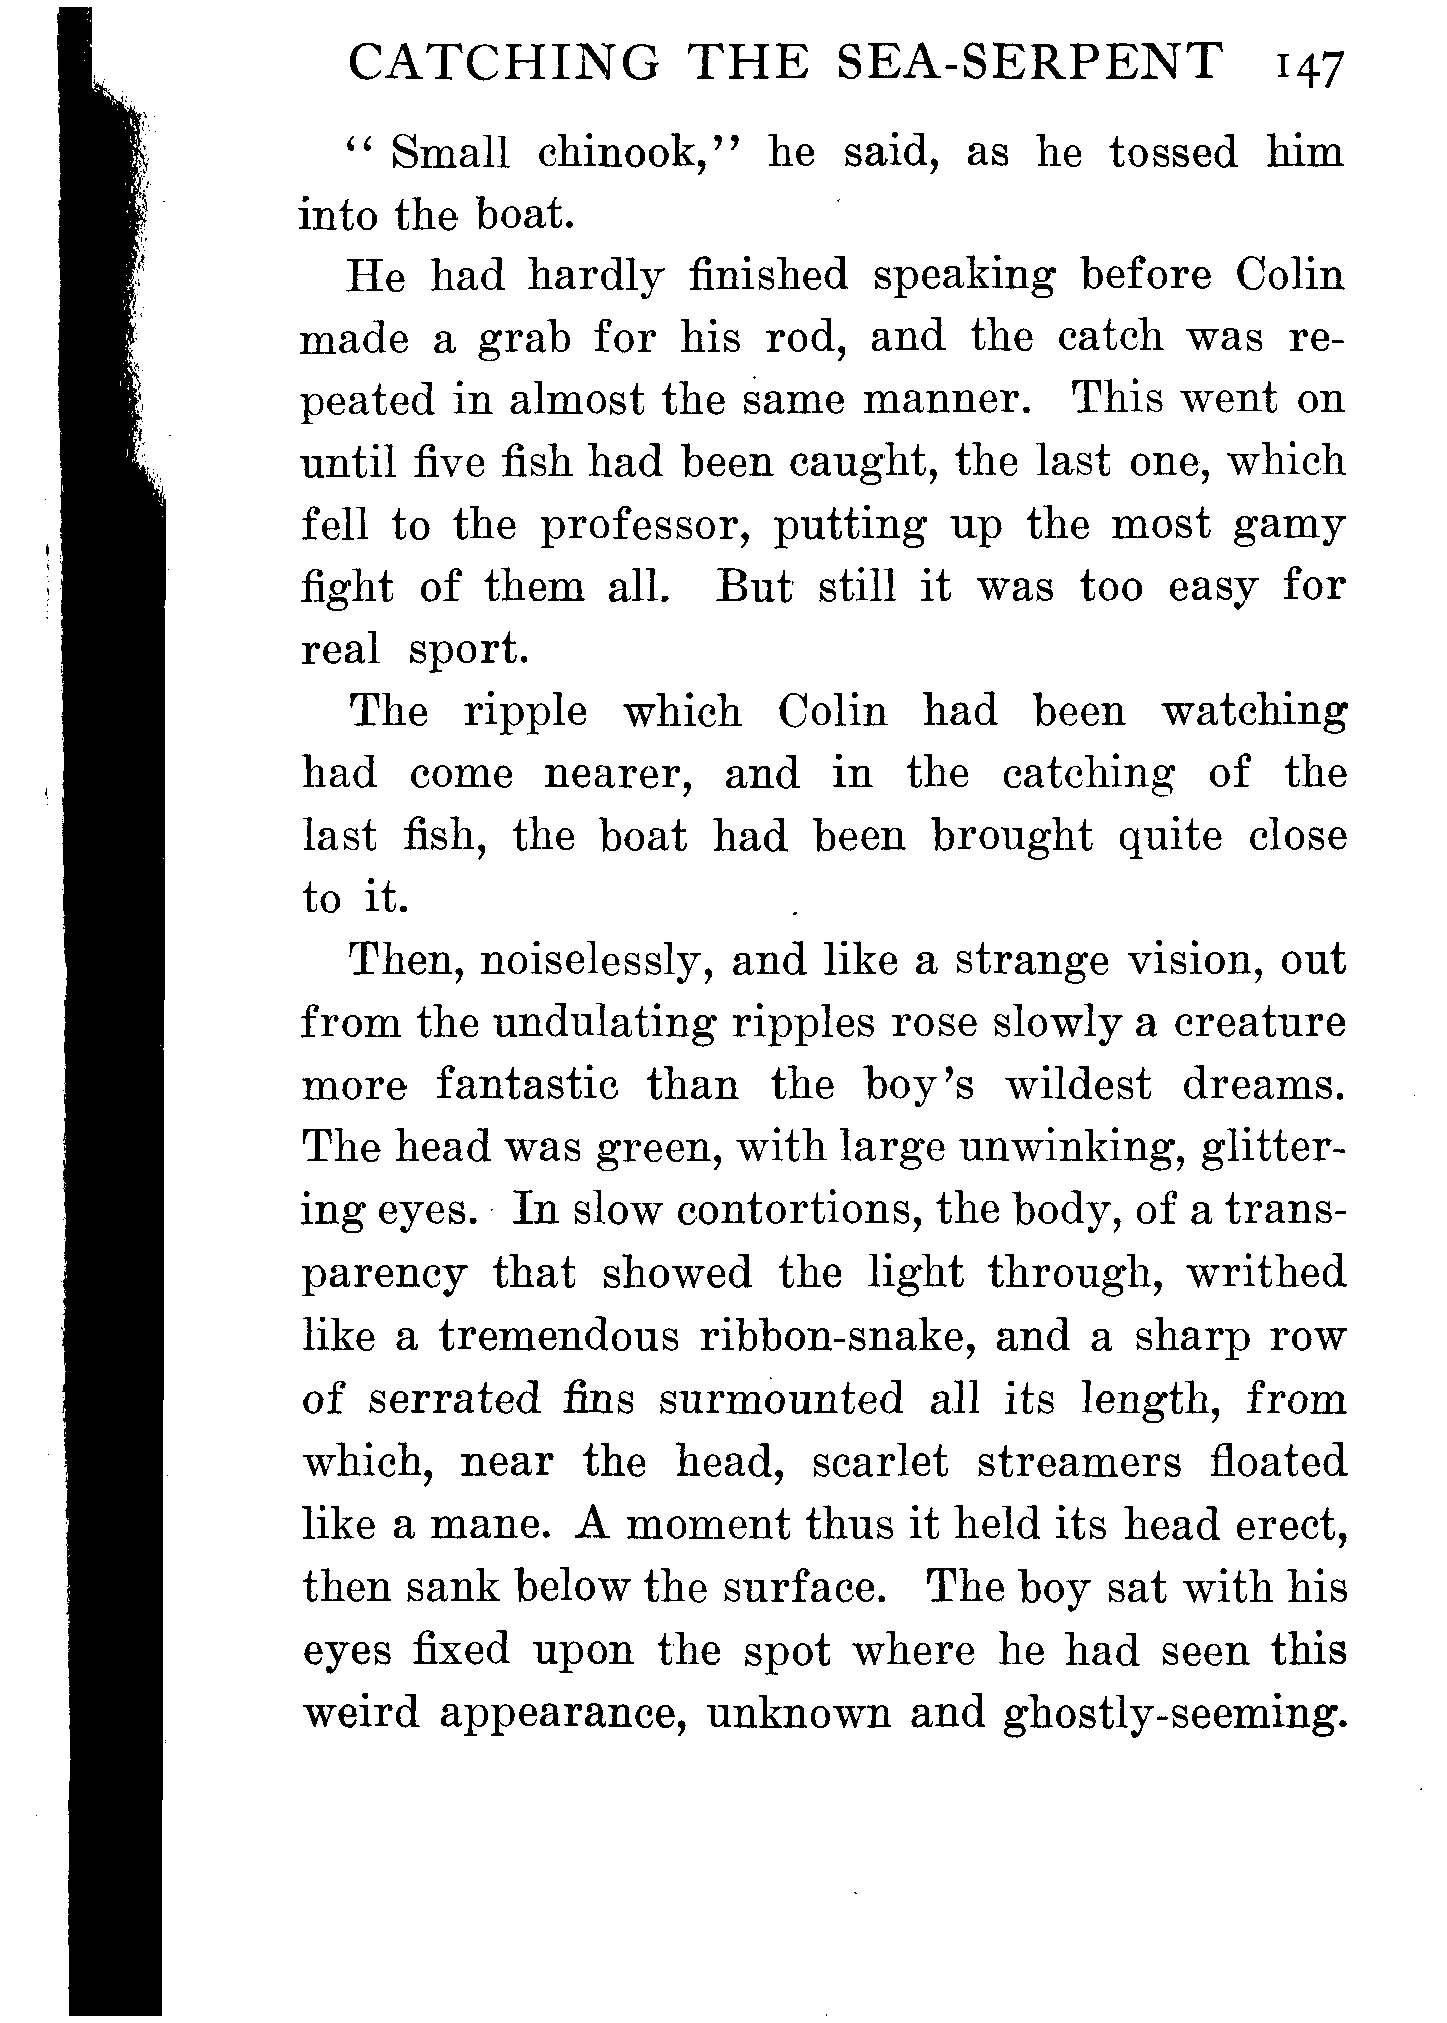 CATCHING THE SEA-SERPENT 147
“ Small chinook,” he said, as he tossed him
into the boat.
He had hardly finished speaking before Colin
made a grab for his rod, and the catch was re-
peated in almost the same manner. This went on
until five fish had been caught, the last one, which
fell to the professor, putting up the most gamy
fight of them all. But still it was too easy for
real sport.
The ripple which Colin had been watching
had come nearer, and in the catching of the
last fish, the boat had been brought quite close
to it.
Then, noiselessly, and like a strange vision, out
from the undulating ripples rose slowly a creature
more fantastic than the boy’s wildest dreams.
The head was green, with large unwinking, glitter-
ing eyes. In slow contortions, the body, of a trans-
parency that showed the light through, writhed
like a tremendous ribbon-snake, and a sharp row
of serrated fins surmounted all its length, from
which, near the head, scarlet streamers floated
like a mane. A moment thus it held its head erect,
then sank below the surface. The boy sat with his
eyes fixed upon the spot where he had seen this
weird appearance, unknown and ghostly-seeming.